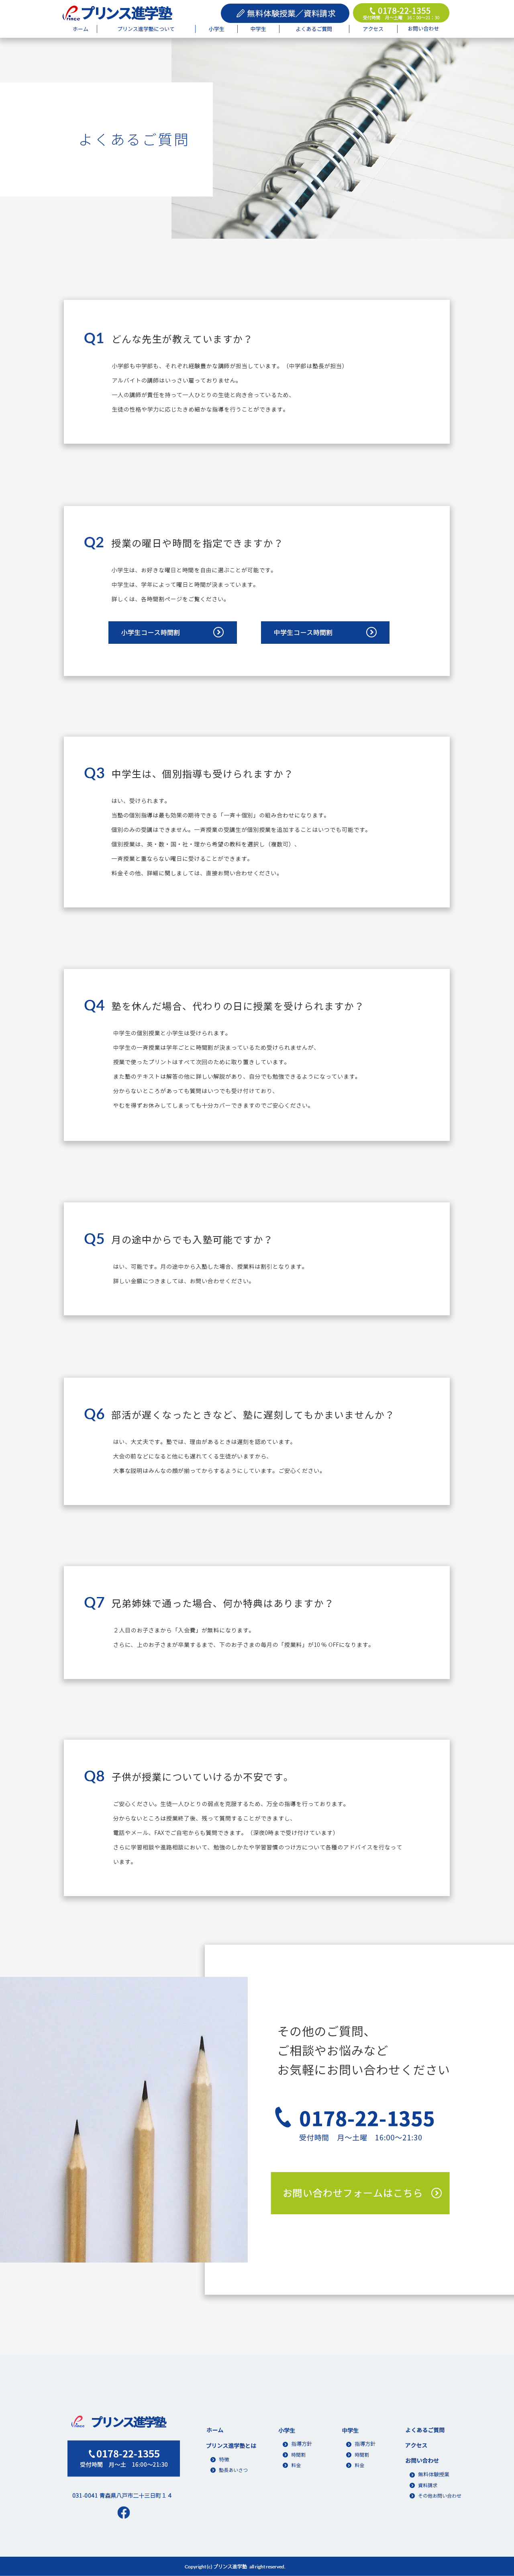 プリンス進学塾
無料体験授業／資料請求
0178-22-1355
ホーム
プリンス進学塾について
小学生
中学生
よくあるご質問
アクセス
お問い合わせ
よくあるご質問
Q1 どんな先生が教えていますか？
小学部も中学部も、それぞれ経験豊かな講師が担当しています。（中学部は塾長が担当）
アルバイトの講師はいっさい雇っておりません。
一人の講師が責任を持って一人ひとりの生徒と向き合っているため、
生徒の性格や学力に応じたきめ細かな指導を行うことができます。
Q2 授業の曜日や時間を指定できますか？
小学生は、お好きな曜日と時間を自由に選ぶことが可能です。
中学生は、学年によって曜日と時間が決まっています。
詳しくは、各時間割ページをご覧ください。
小学生コース時間割
中学生コース時間割
Q3 中学生は、個別指導も受けられますか？
はい、受けられます。
当塾の個別指導は最も効果の期待できる「一斉＋個別」の組み合わせになります。
個別のみの受講はできません。一斉授業の受講生が個別授業を追加することはいつでも可能です。
個別授業は、英・数・国・社・理から希望の教科を選択し（複数可）、
一斉授業と重ならない曜日に受けることができます。
料金その他、詳細に関しましては、直接お問い合わせください。
Q4 塾を休んだ場合、代わりの日に授業を受けられますか？
中学生の個別授業と小学生は受けられます。
中学生の一斉授業は学年ごとに時間割が決まっているため受けられませんが、
授業で使ったプリントはすべて次回のために取り置きしています。
また塾のテキストは解答の他に詳しい解説があり、自分でも勉強できるようになっています。
分からないところがあっても質問はいつでも受け付けており、
やむを得ずお休みしてしまっても十分カバーできますのでご安心ください。
Q5 月の途中からでも入塾可能ですか？
はい、可能です。月の途中から入塾した場合、授業料は割引となります。
詳しい金額につきましては、お問い合わせください。
Q6 部活が遅くなったときなど、塾に遅刻してもかまいませんか？
はい、大丈夫です。塾では、理由があるときは遅刻を認めています。
大会の前などになると他にも遅れてくる生徒がいますから、
大事な説明はみんなの顔が揃ってからするようにしています。ご安心ください。
Q7 兄弟姉妹で通った場合、何か特典はありますか？
２人目のお子さまから「入会費」が無料になります。
さらに、上のお子さまが卒業するまで、下のお子さまの毎月の「授業料」が10 % OFFになります。
Q8 子供が授業についていけるか不安です。
ご安心ください。生徒一人ひとりの弱点を克服するため、万全の指導を行っております。
分からないところは授業終了後、残って質問することができますし、
電話やメール、FAXでご自宅からも質問できます。（深夜0時まで受け付けています）
さらに学習相談や進路相談において、勉強のしかたや学習習慣のつけ方について各種のアドバイスを行なって
います。
その他のご質問、
ご相談やお悩みなど
お気軽にお問い合わせください
0178-22-1355
受付時間　月〜土曜　16:00〜21:30
お問い合わせフォームはこちら
プリンス進学塾
0178-22-1355
受付時間　月〜土　16:00〜21:30
031-0041 青森県八戸市二十三日町１４
ホーム
プリンス進学塾とは
特徴
塾長あいさつ
小学生
指導方針
時間割
料金
中学生
指導方針
時間割
料金
よくあるご質問
アクセス
お問い合わせ
無料体験授業
資料請求
その他お問い合わせ
Copyright (c) プリンス進学塾 .all right reserved.